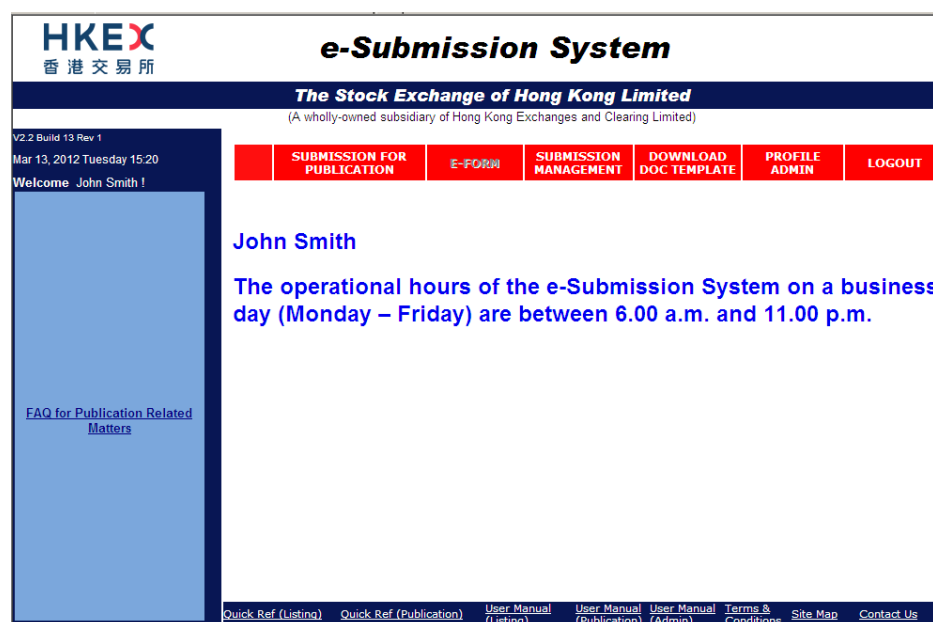 HKEX
香港交易所
e-Submission System
The Stock Exchange of Hong Kong Limited
(A wholly-owned subsidiary of Hong Kong Exchanges and Clearing Limited)
V2.2 Build 13 Rev 1
Mar 13, 2012 Tuesday 15:20
Welcome John Smith !
SUBMISSION FOR PUBLICATION
E-FORM
SUBMISSION MANAGEMENT
DOWNLOAD DOC TEMPLATE
PROFILE ADMIN
LOGOUT
John Smith
The operational hours of the e-Submission System on a business
day (Monday – Friday) are between 6.00 a.m. and 11.00 p.m.
FAQ for Publication Related
Matters
Quick Ref (Listing)
Quick Ref (Publication)
User Manual (Listing)
User Manual (Publication)
User Manual (Admin)
Terms & Conditions
Site Map
Contact Us